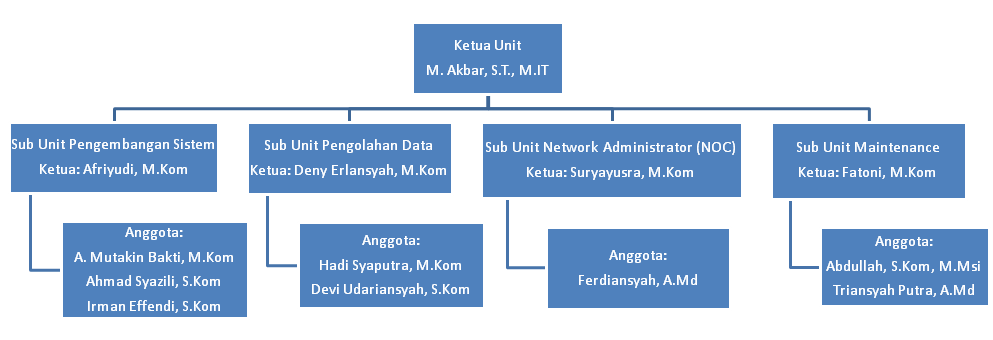 Ketua Unit
M. Akbar, S.T., M.IT
Sub Unit Pengembangan Sistem
Ketua: Afriyudi, M.Kom
Sub Unit Pengolahan Data
Ketua: Deny Erlansyah, M.Kom
Sub Unit Network Administrator (NOC)
Ketua: Suryayusra, M.Kom
Sub Unit Maintenance
Ketua: Fatoni, M.Kom
Anggota:
A. Mutakin Bakti, M.Kom
Ahmad Syazili, S.Kom
Irman Effendi, S.Kom
Anggota:
Hadi Syaputra, M.Kom
Devi Udariansyah, S.Kom
Anggota:
Ferdiansyah, A.Md
Anggota:
Abdullah, S.Kom, M.Msi
Triansyah Putra, A.Md